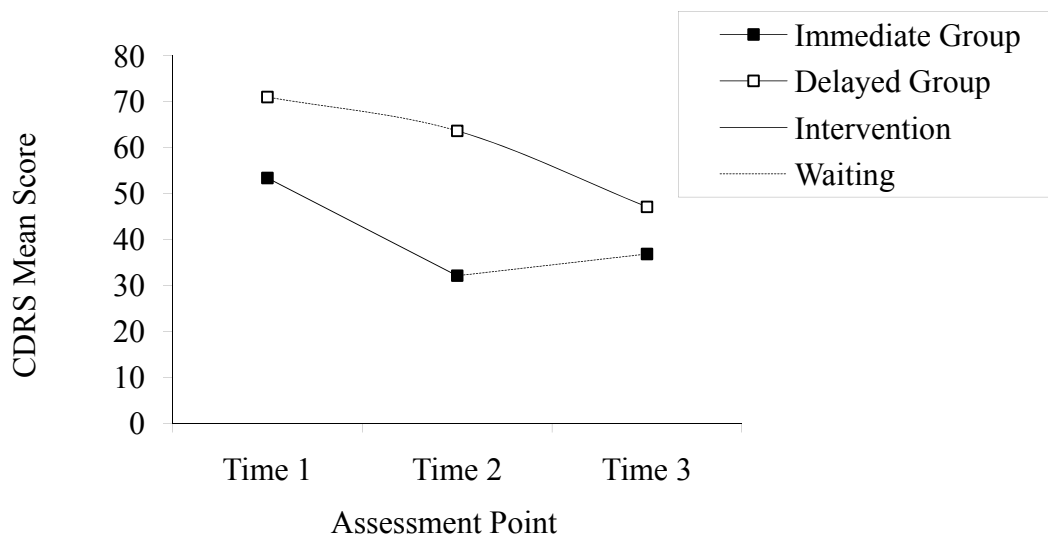 Immediate Group
Delayed Group
Intervention
Waiting
80
70
60
50
40
30
20
10
0
CDRS Mean Score
Time 1 Time 2 Time 3
Assessment Point